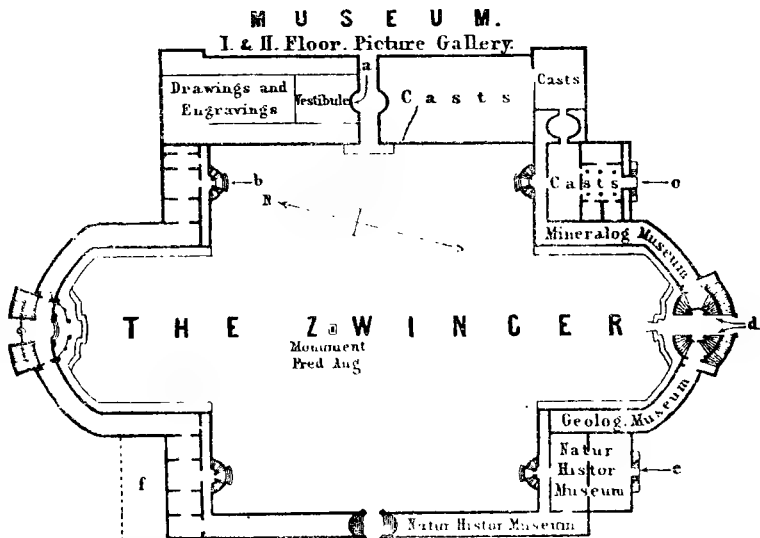 MUSEUM.
I. & II. Floor. Picture Gallery.
a
Drawings and
Engravings
Vestibule
Casts
Casts
b
Casts
c
N
Mineralog Museum
THE ZWINGER
d
Monument
Fred Aug
Geolog. Museum
Natur
Histor
Museum
e
f
Natur Histor Museum